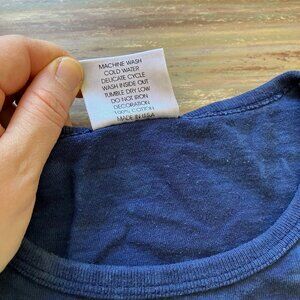 MACHINE WASH
COLD WATER
DELICATE CYCLE
WASH INSIDE OUT
TUMBLE DRY LOW
DO NOT IRON
DECORATION
100% COTTON
MADE IN U.S.A.